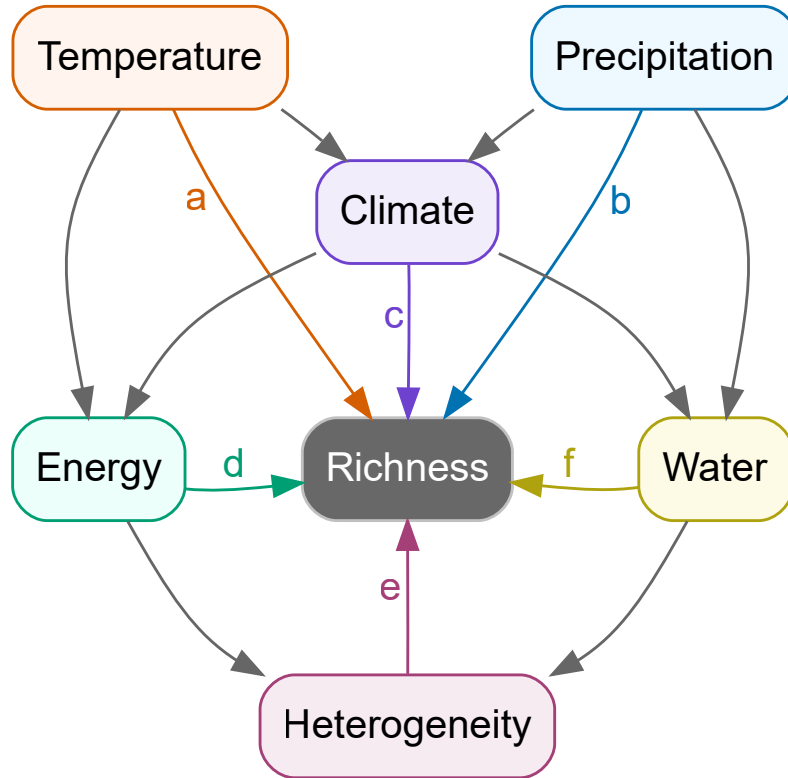 Temperature
Precipitation
a
Climate
b
c
Energy
d
Richness
f
Water
e
Heterogeneity